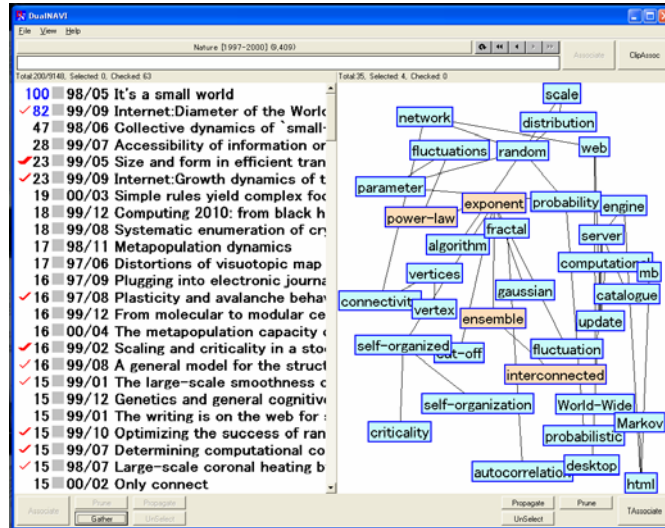 DualNAVI
File View Help
Nature [1997-2000] (9,409)
Associate
ClipAssoc
Total:200/9148, Selected: 0, Checked: 63
100 98/05 It's a small world
82 99/09 Internet:Diameter of the World
47 98/06 Collective dynamics of `small-
28 99/07 Accessibility of information or
23 99/05 Size and form in efficient tran
23 99/09 Internet:Growth dynamics of t
19 00/03 Simple rules yield complex foo
18 99/12 Computing 2010: from black h
18 99/08 Systematic enumeration of cry
17 98/11 Metapopulation dynamics
17 97/06 Distortions of visuotopic map
16 97/09 Plugging into electronic journa
16 97/08 Plasticity and avalanche behav
16 99/12 From molecular to modular ce
16 00/04 The metapopulation capacity o
16 99/02 Scaling and criticality in a sto
16 99/08 A general model for the struct
15 99/01 The large-scale smoothness o
15 99/12 Genetics and general cognitive
15 99/01 The writing is on the web for
15 99/10 Optimizing the success of ran
15 99/07 Determining computational co
15 98/07 Large-scale coronal heating b
15 00/02 Only connect
Associate
Prune
Propagate
Gather
UnSelect
Total:35, Selected: 4, Checked: 0
scale
network
distribution
fluctuations
random
web
parameter
exponent
probability
engine
power-law
fractal
server
algorithm
computational
mb
vertices
gaussian
catalogue
connectivit
vertex
ensemble
update
self-organized
cut-off
fluctuation
interconnected
self-organization
World-Wide
Markov
criticality
probabilistic
autocorrelation
desktop
html
Propagate
Prune
UnSelect
TAssociate